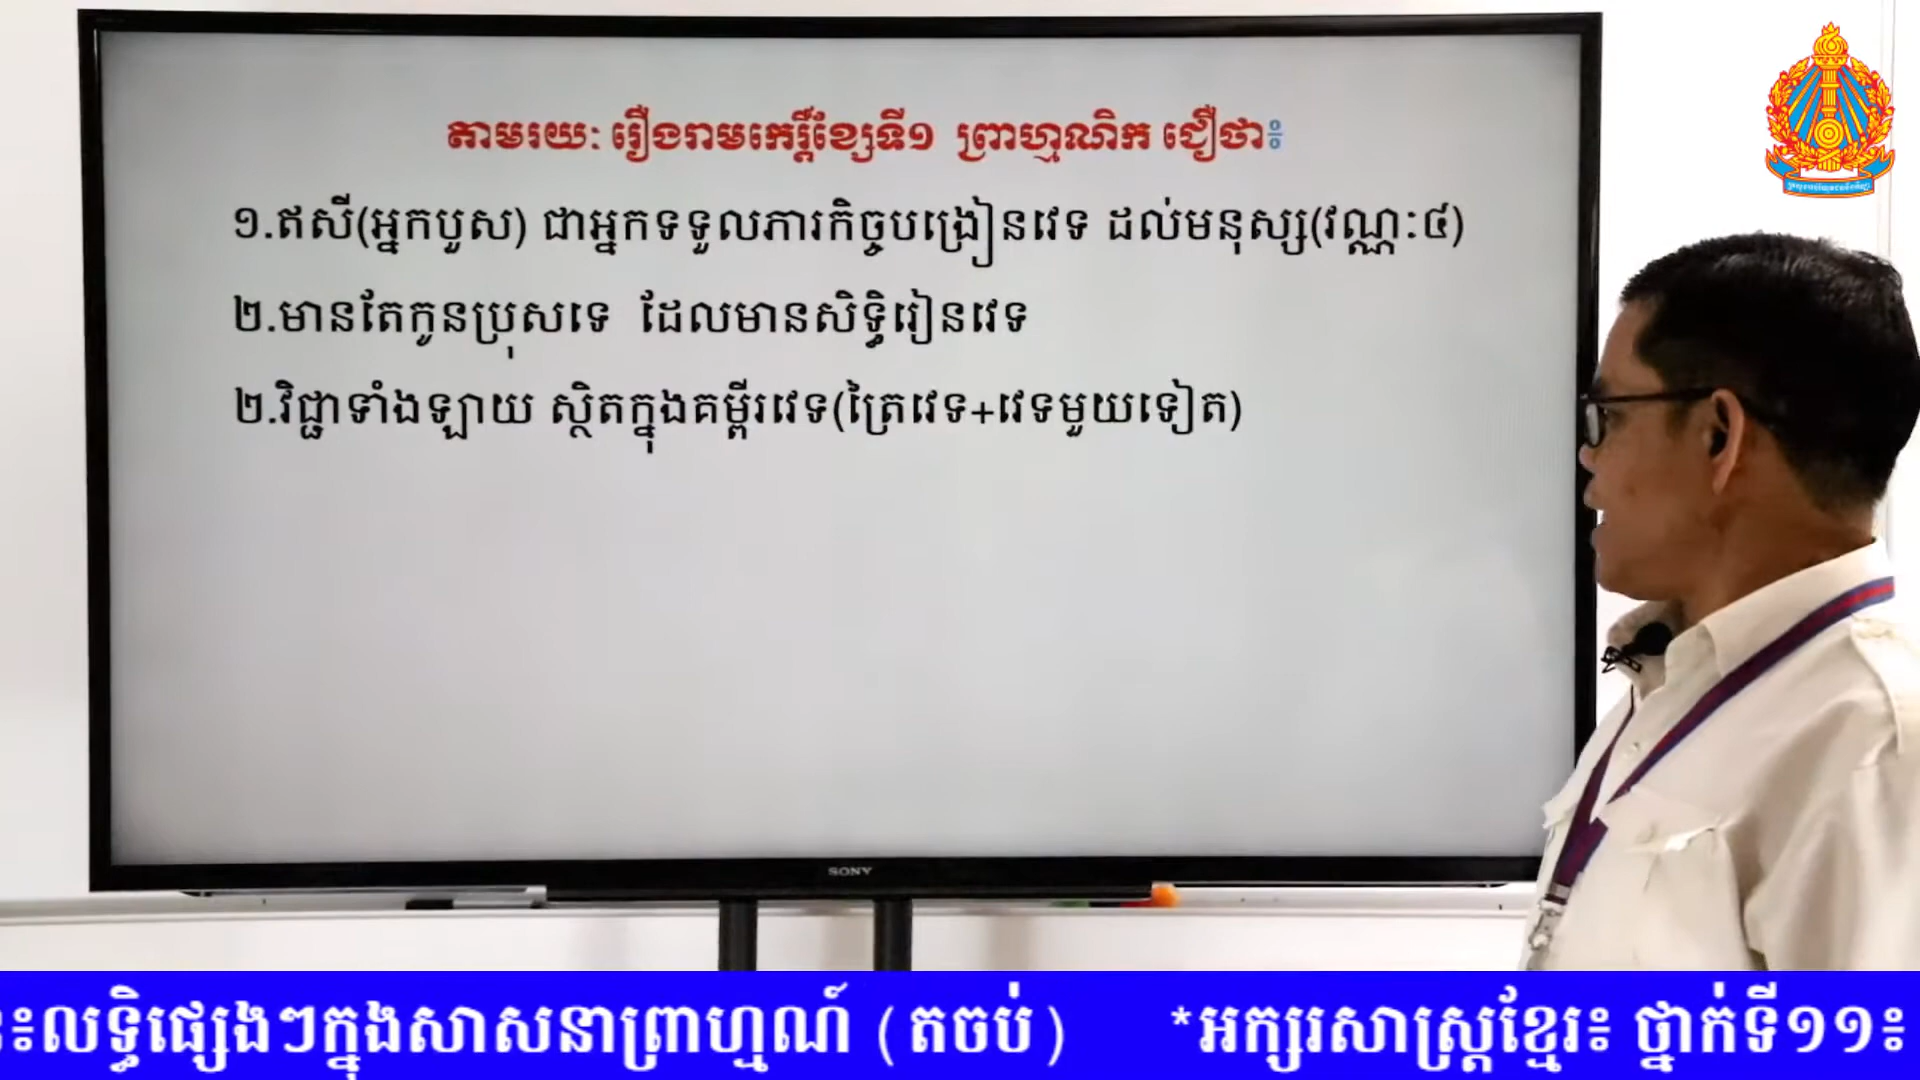 តាមរយៈ រឿងរាមកេរ្តិ៍ខ្សែទី១ ព្រាហ្មណិក ជឿថា៖
១.ឥសី(អ្នកបួស) ជាអ្នកទទួលភារកិច្ចបង្រៀនវេទ ដល់មនុស្ស(វណ្ណៈ៤)
២.មានតែកូនប្រុសទេ ដែលមានសិទ្ធិរៀនវេទ
២.វិជ្ជាទាំងឡាយ ស្ថិតក្នុងគម្ពីរវេទ(ត្រៃវេទ+វេទមួយទៀត)
SONY
៖លទ្ធិផ្សេងៗក្នុងសាសនាព្រាហ្មណ៍ (តចប់) *អក្សរសាស្ត្រខ្មែរ៖ ថ្នាក់ទី១១៖